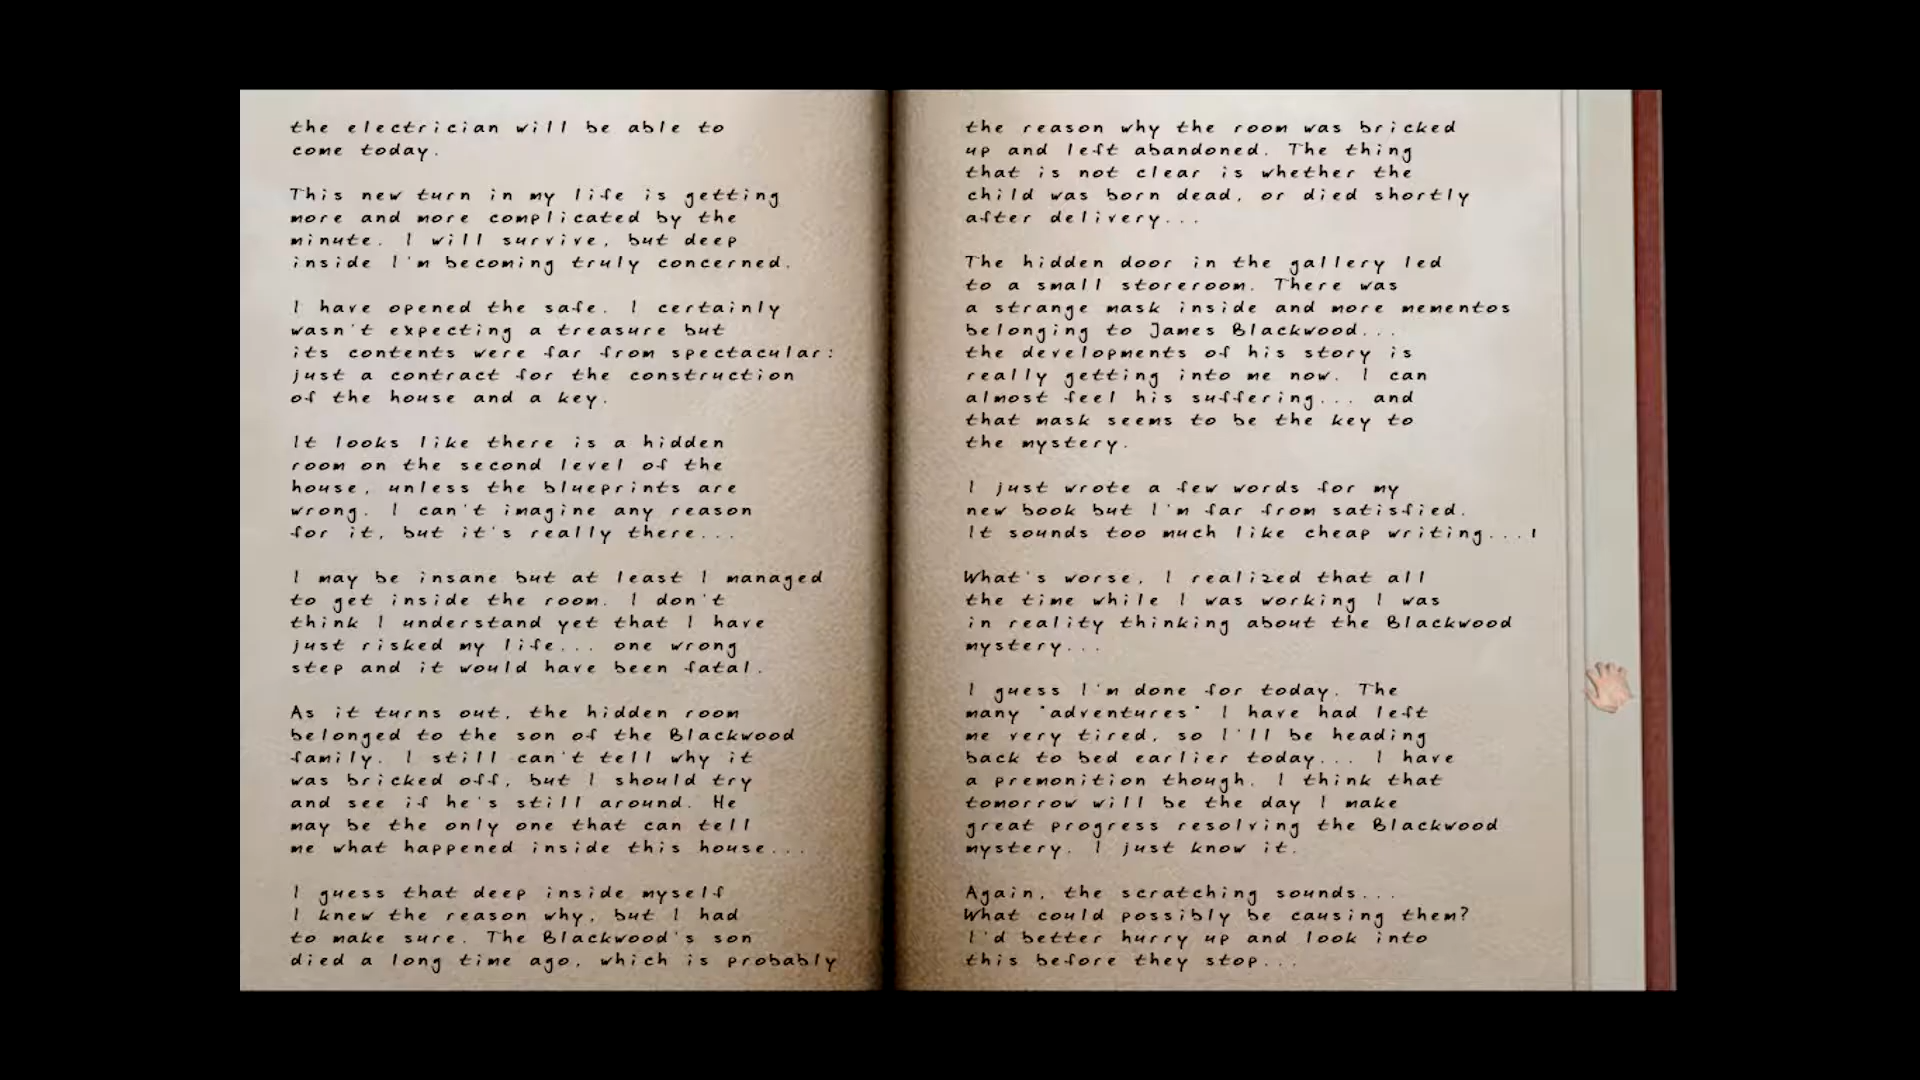 the electrician will be able to
come today.
This new turn in my life is getting
more and more complicated by the
minute. I will survive, but deep
inside I'm becoming truly concerned.
I have opened the safe. I certainly
wasn't expecting a treasure but
its contents were far from spectacular:
just a contract for the construction
of the house and a key.
It looks like there is a hidden
room on the second level of the
house, unless the blueprints are
wrong. I can't imagine any reason
for it, but it's really there...
I may be insane but at least I managed
to get inside the room. I don't
think I understand yet that I have
just risked my life... one wrong
step and it would have been fatal.
As it turns out, the hidden room
belonged to the son of the Blackwood
family. I still can't tell why it
was bricked off, but I should try
and see if he's still around. He
may be the only one that can tell
me what happened inside this house...
I guess that deep inside myself
I knew the reason why, but I had
to make sure. The Blackwood's son
died a long time ago, which is probably
the reason why the room was bricked
up and left abandoned. The thing
that is not clear is whether the
child was born dead, or died shortly
after delivery...
The hidden door in the gallery led
to a small storeroom. There was
a strange mask inside and more mementos
belonging to James Blackwood...
the developments of his story is
really getting into me now. I can
almost feel his suffering... and
that mask seems to be the key to
the mystery.
I just wrote a few words for my
new book but I'm far from satisfied.
It sounds too much like cheap writing...!
What's worse, I realized that all
the time while I was working I was
in reality thinking about the Blackwood
mystery...
I guess I'm done for today. The
many "adventures" I have had left
me very tired, so I'll be heading
back to bed earlier today... I have
a premonition though. I think that
tomorrow will be the day I make
great progress resolving the Blackwood
mystery. I just know it.
Again, the scratching sounds...
What could possibly be causing them?
I'd better hurry up and look into
this before they stop...